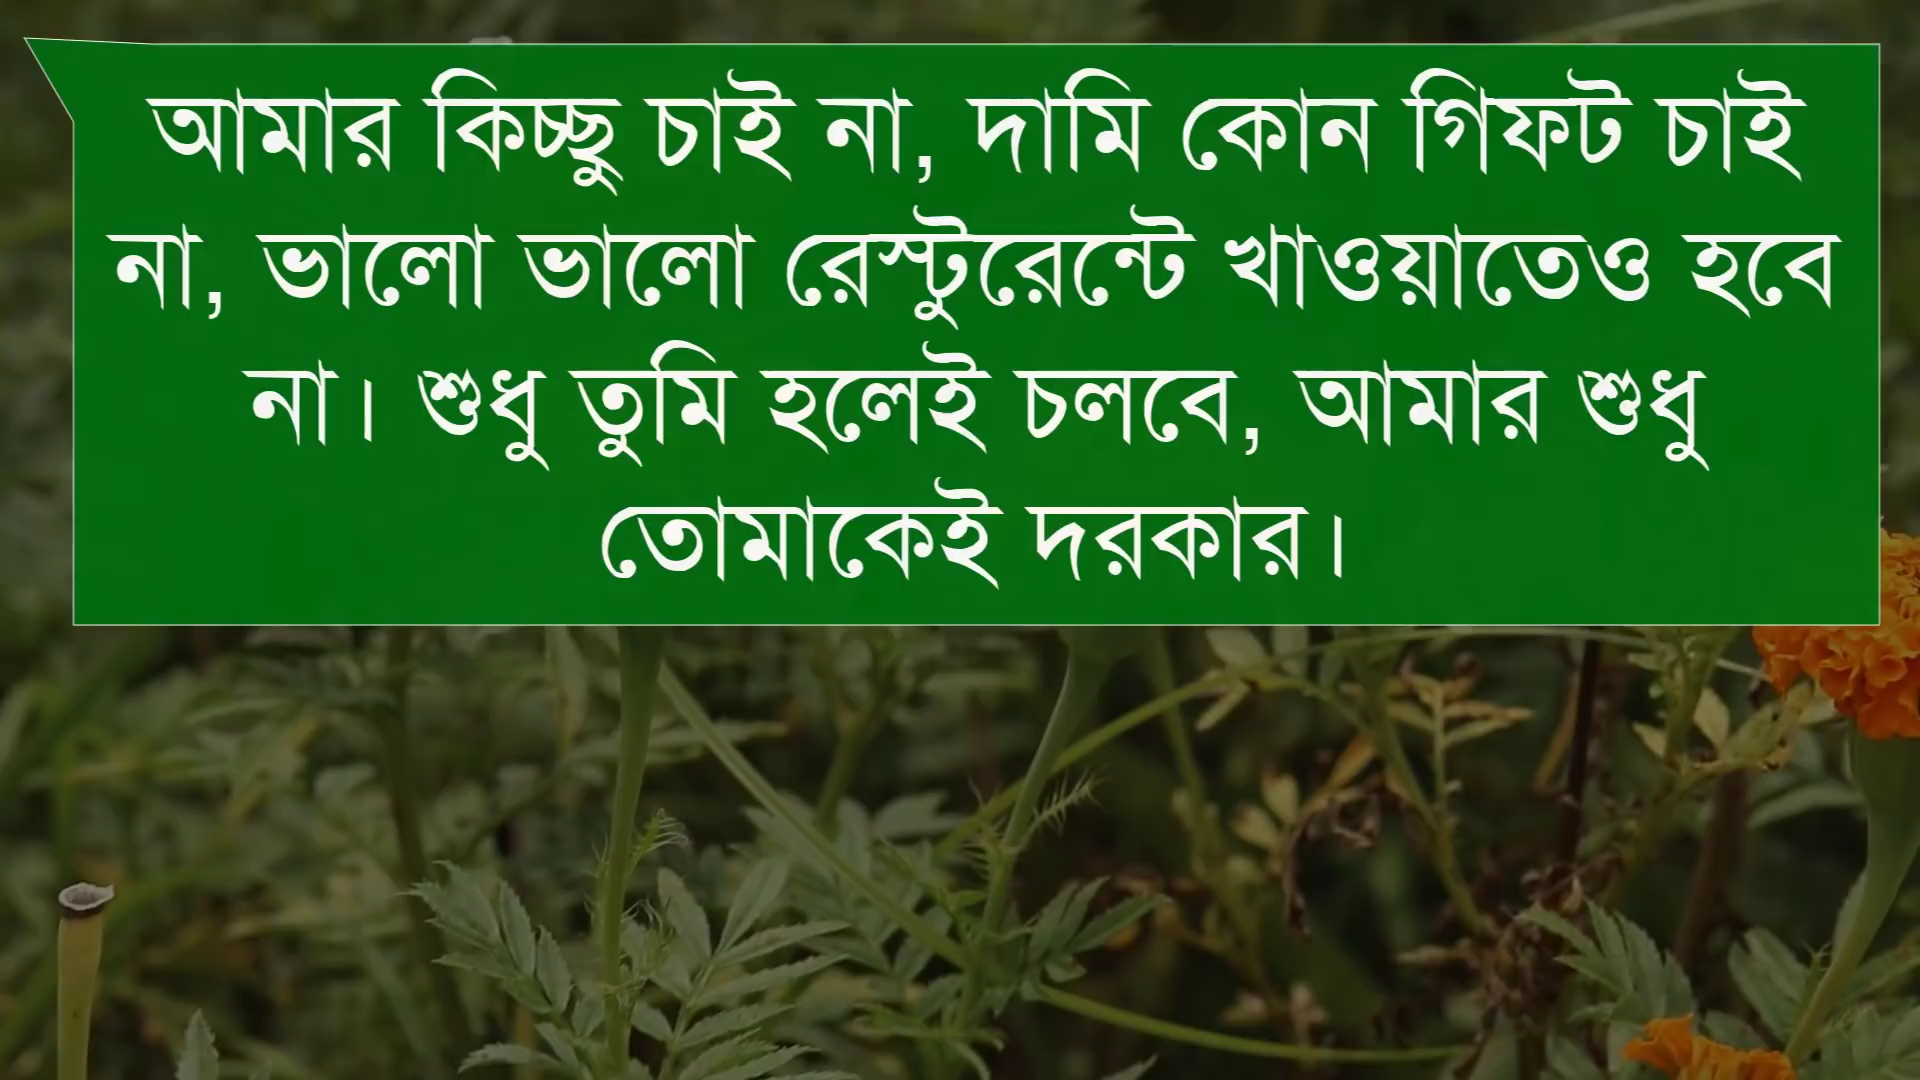 আমার কিচ্ছু চাই না, দামি কোন গিফট চাই
না, ভালো ভালো রেস্টুরেন্টে খাওয়াতেও হবে
না। শুধু তুমি হলেই চলবে, আমার শুধু
তোমাকেই দরকার।